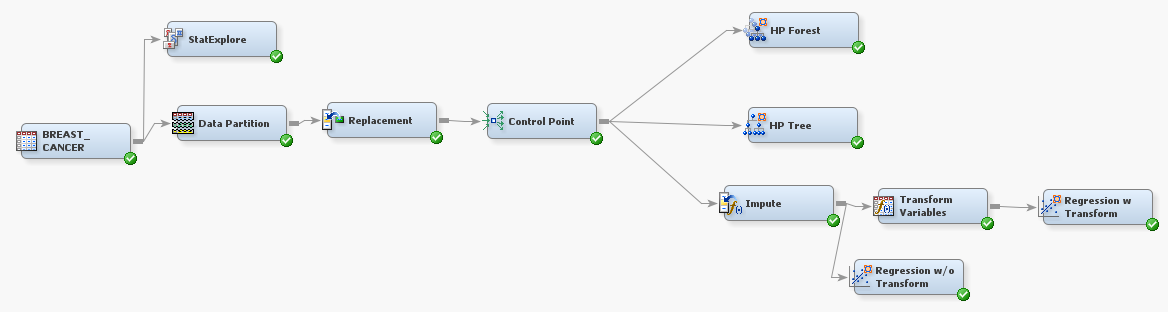 StatExplore
BREAST_
CANCER
Data Partition
Replacement
Control Point
HP Forest
HP Tree
Impute
Transform
Variables
Regression w
Transform
Regression w/o
Transform